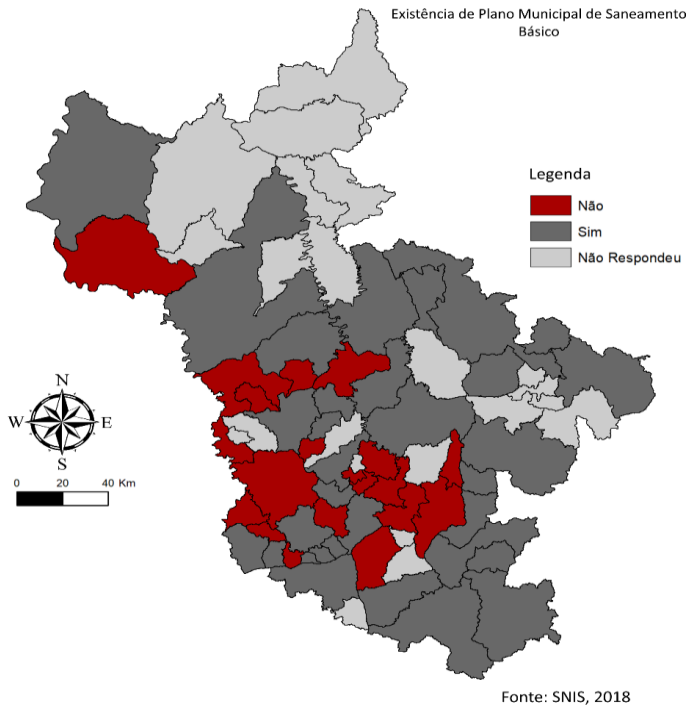 Existência de Plano Municipal de Saneamento
Básico
Legenda
Não
Sim
Não Respondeu
N
W E
S
0 20 40 Km
Fonte: SNIS, 2018